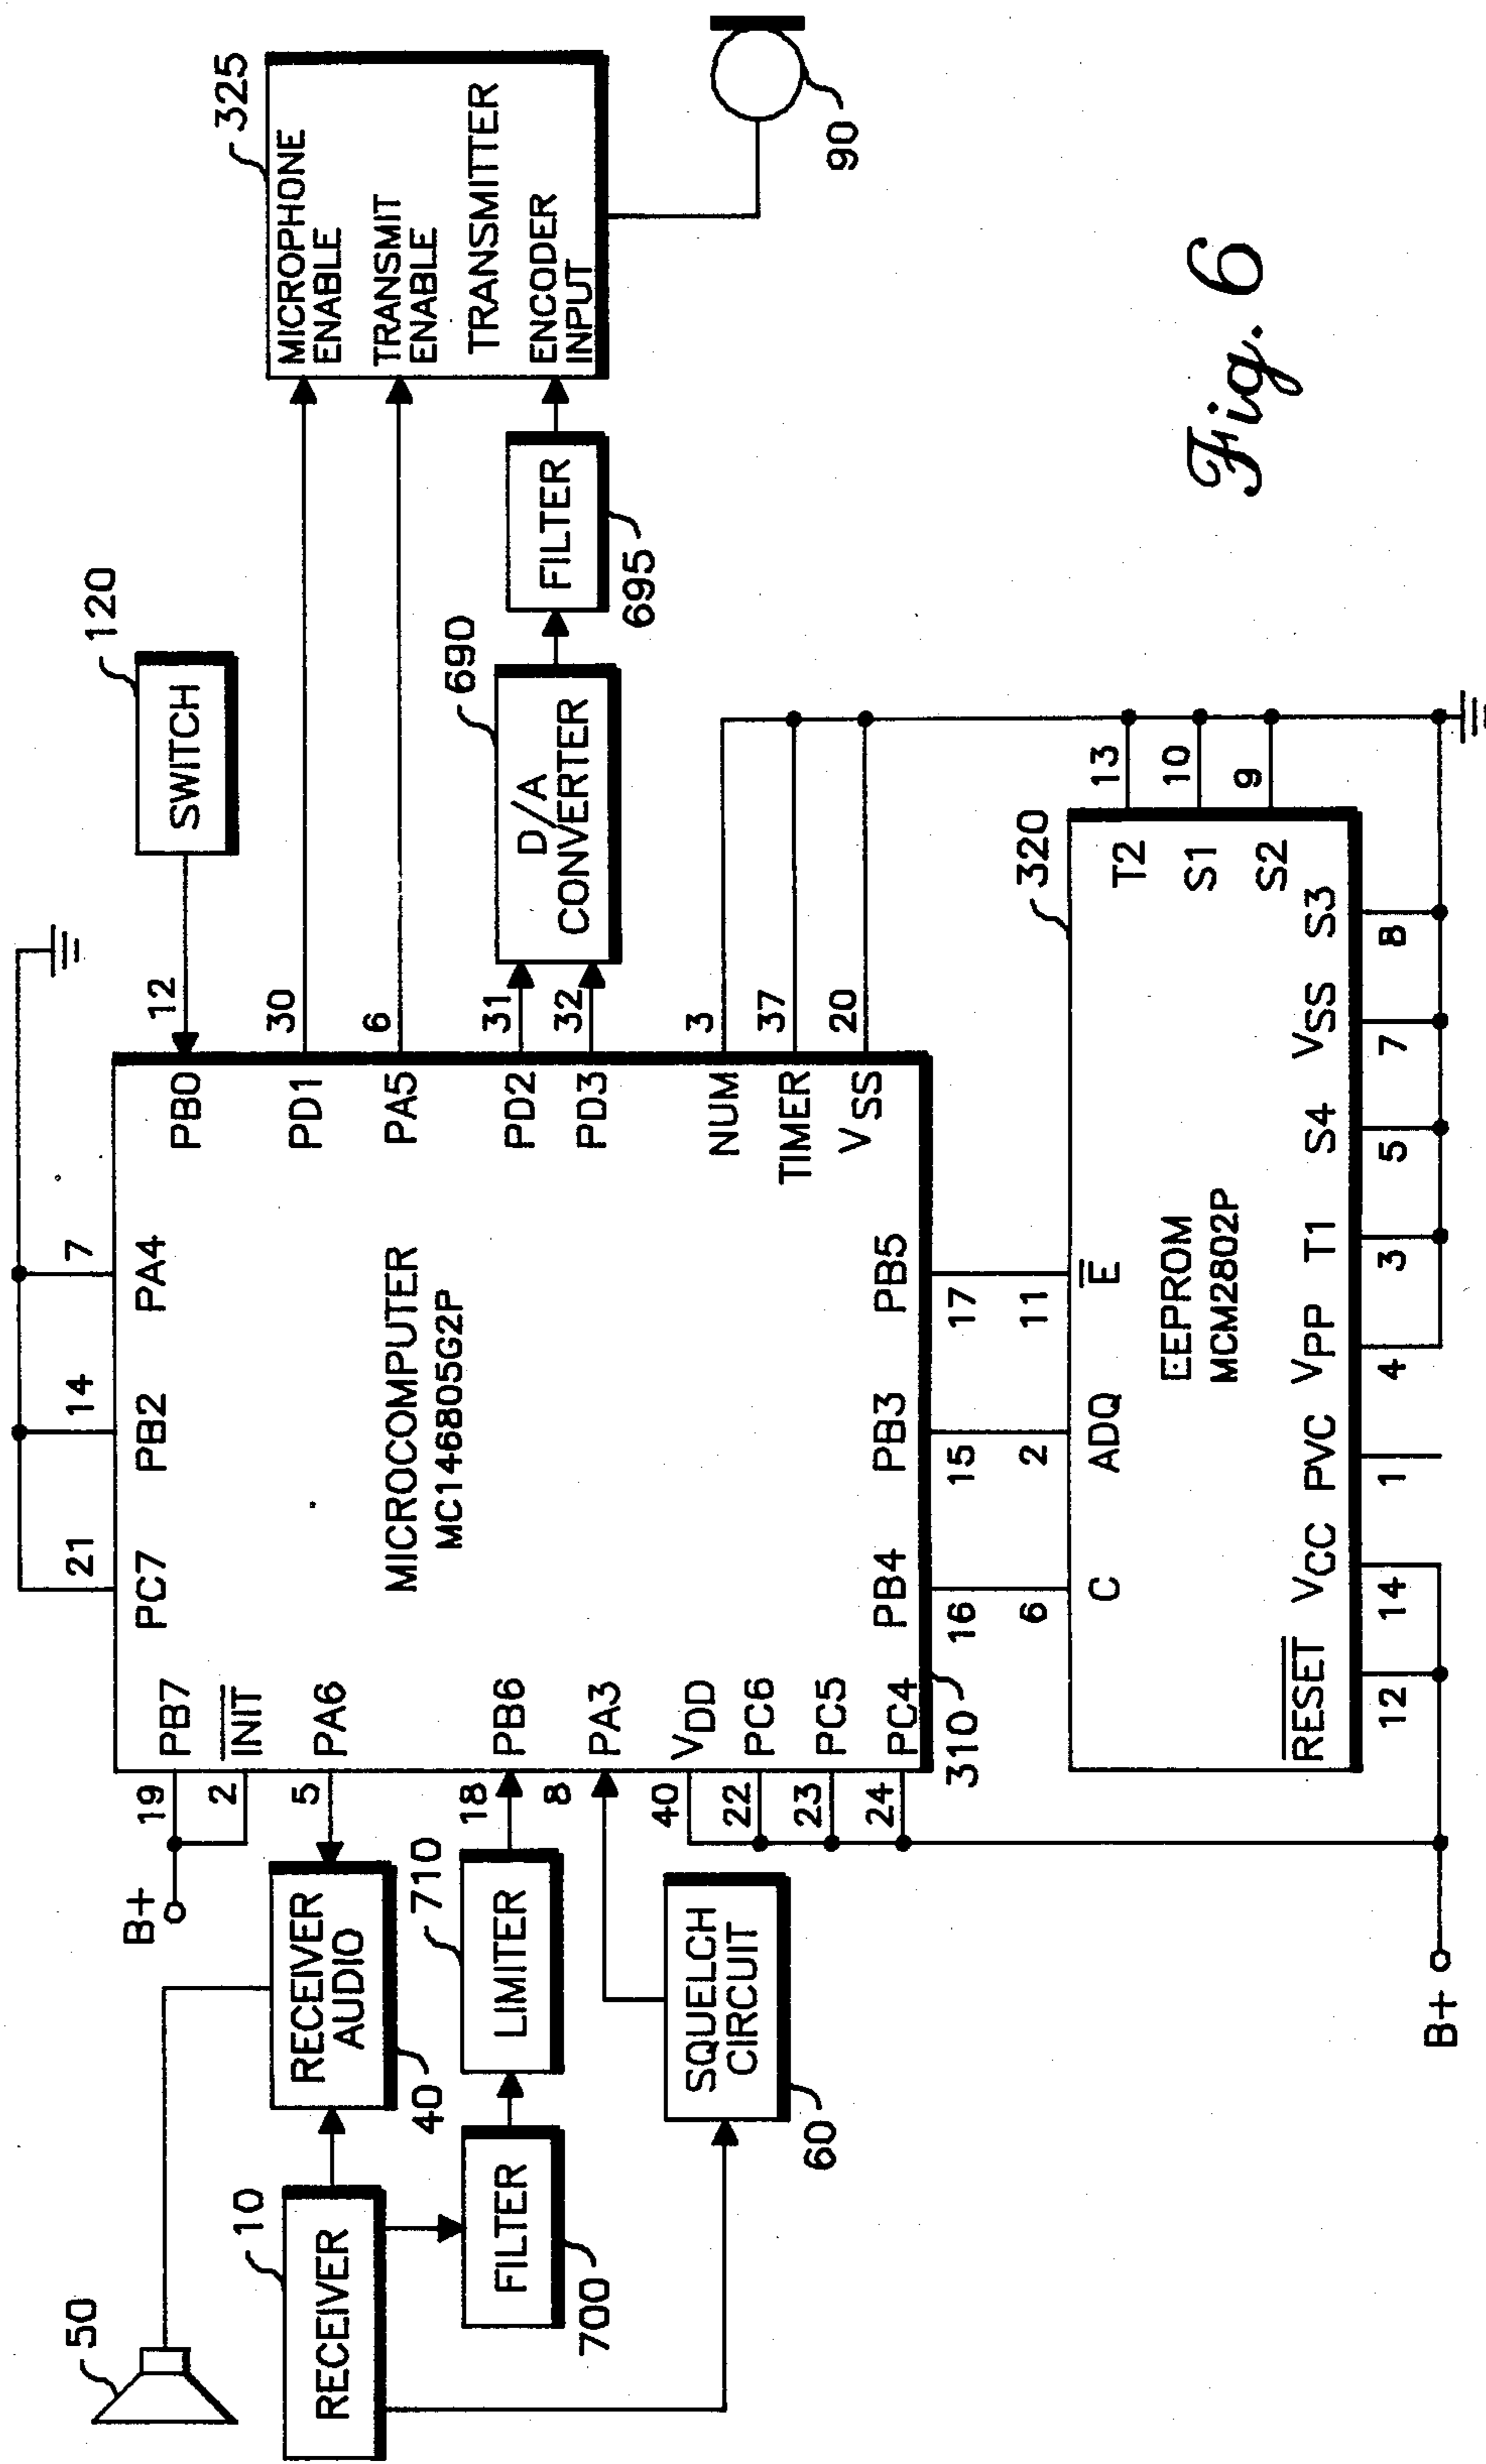 50
10
RECEIVER
RECEIVER
AUDIO
40
B+
FILTER
700
LIMITER
710
SQUELCH
CIRCUIT
60
19
2
5
18
8
40
22
23
24
PB7
INIT
PA6
PB6
PA3
VDD
PC6
PC5
PC4
310
21
14
7
PC7
PB2
PA4
MICROCOMPUTER
MC146805G2P
PB4
PB3
PB5
PB0
PD1
PA5
PD2
PD3
NUM
TIMER
VSS
12
30
6
31
32
3
37
20
SWITCH
120
D/A
CONVERTER
690
FILTER
695
325
MICROPHONE
ENABLE
TRANSMIT
ENABLE
TRANSMITTER
ENCODER
INPUT
90
16
15
17
6
2
11
C
ADQ
E
EEPROM
MCM2802P
320
T2
S1
S2
13
10
9
RESET
VCC
PVC
VPP
T1
S4
VSS
S3
12
14
1
4
3
5
7
8
B+
Fig. 6